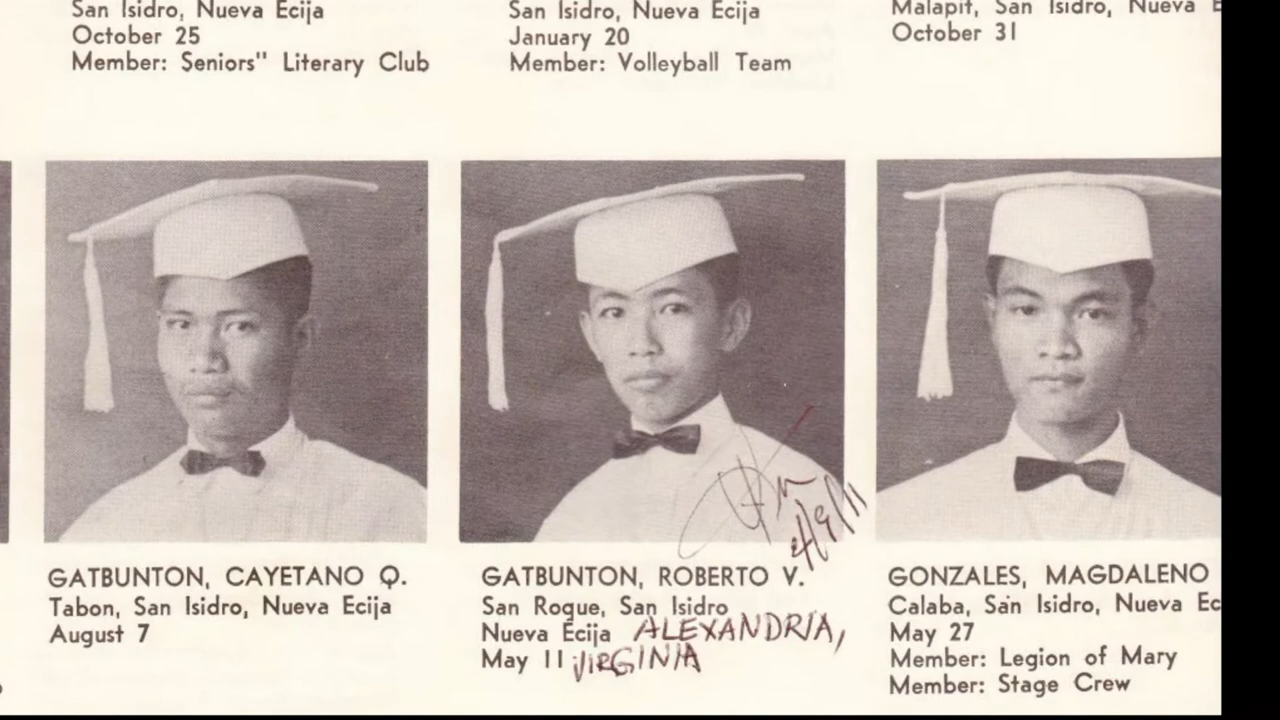 San Isidro, Nueva Ecija
October 25
Member: Seniors" Literary Club
San Isidro, Nueva Ecija
January 20
Member: Volleyball Team
Malapit, San Isidro, Nueva E
October 31
GATBUNTON, CAYETANO Q.
Tabon, San Isidro, Nueva Ecija
August 7
4/9/11
GATBUNTON, ROBERTO V.
San Roque, San Isidro
Nueva Ecija ALEXANDRIA,
May 11 VIRGINIA
GONZALES, MAGDALENO
Calaba, San Isidro, Nueva Ec
May 27
Member: Legion of Mary
Member: Stage Crew